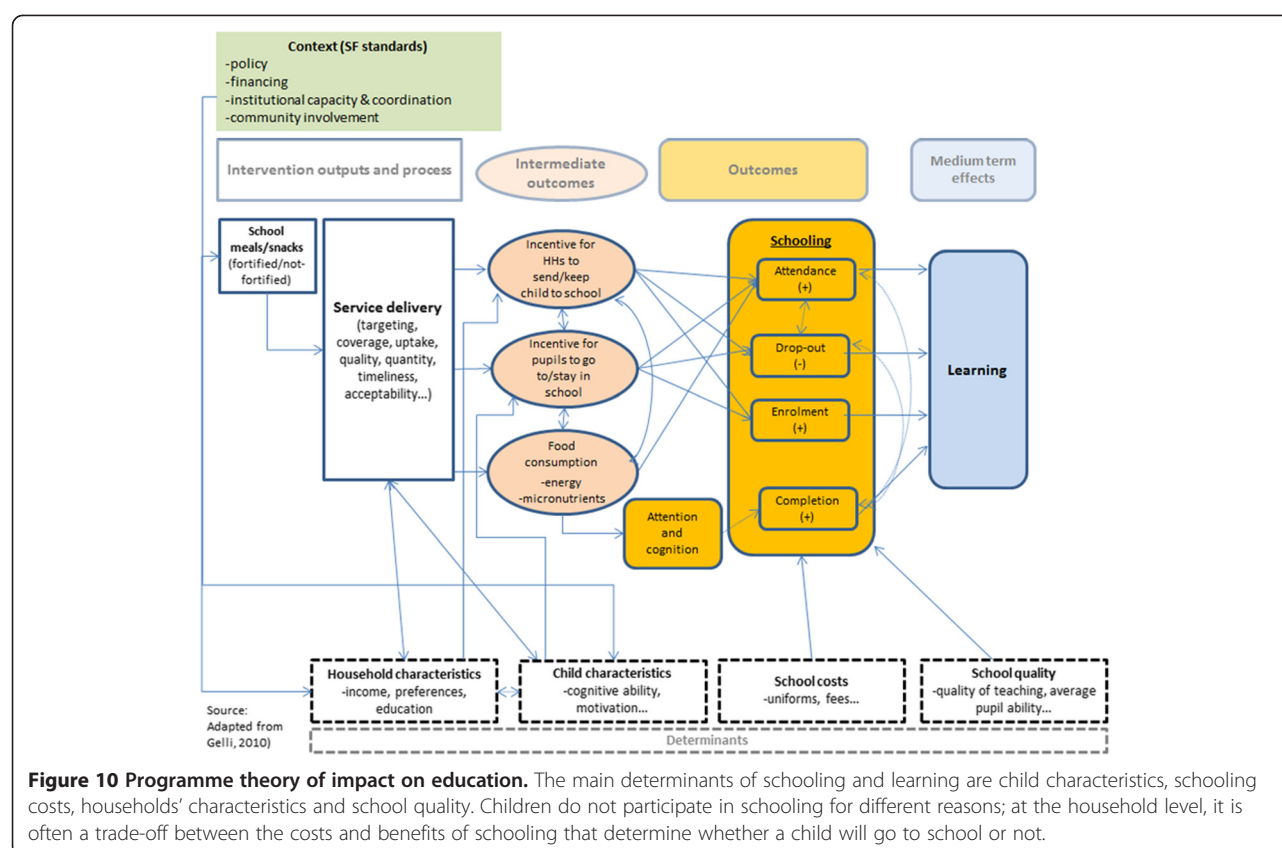 Context (SF standards)
-policy
-financing
-institutional capacity & coordination
-community involvement
Intervention outputs and process
Intermediate
outcomes
Outcomes
Medium term
effects
School
meals/snacks
(fortified/not-
fortified)
Service delivery
(targeting,
coverage, uptake,
quality, quantity,
timeliness,
acceptability...)
Incentive for
HHs to
send/keep
child to school
Incentive for
pupils to go
to/stay in
school
Food
consumption
-energy
-micronutrients
Attention
and
cognition
Schooling
Attendance
(+)
Drop-out
(-)
Enrolment
(+)
Completion
(+)
Learning
Household characteristics
-income, preferences,
education
Child characteristics
-cognitive ability,
motivation...
School costs
-uniforms, fees...
School quality
-quality of teaching, average
pupil ability...
Source:
Adapted from
Gelli, 2010)
Determinants
Figure 10 Programme theory of impact on education. The main determinants of schooling and learning are child characteristics, schooling
costs, households' characteristics and school quality. Children do not participate in schooling for different reasons; at the household level, it is
often a trade-off between the costs and benefits of schooling that determine whether a child will go to school or not.